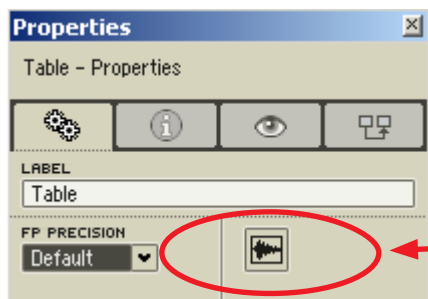 Properties
Table - Properties
LABEL
Table
FP PRECISION
Default